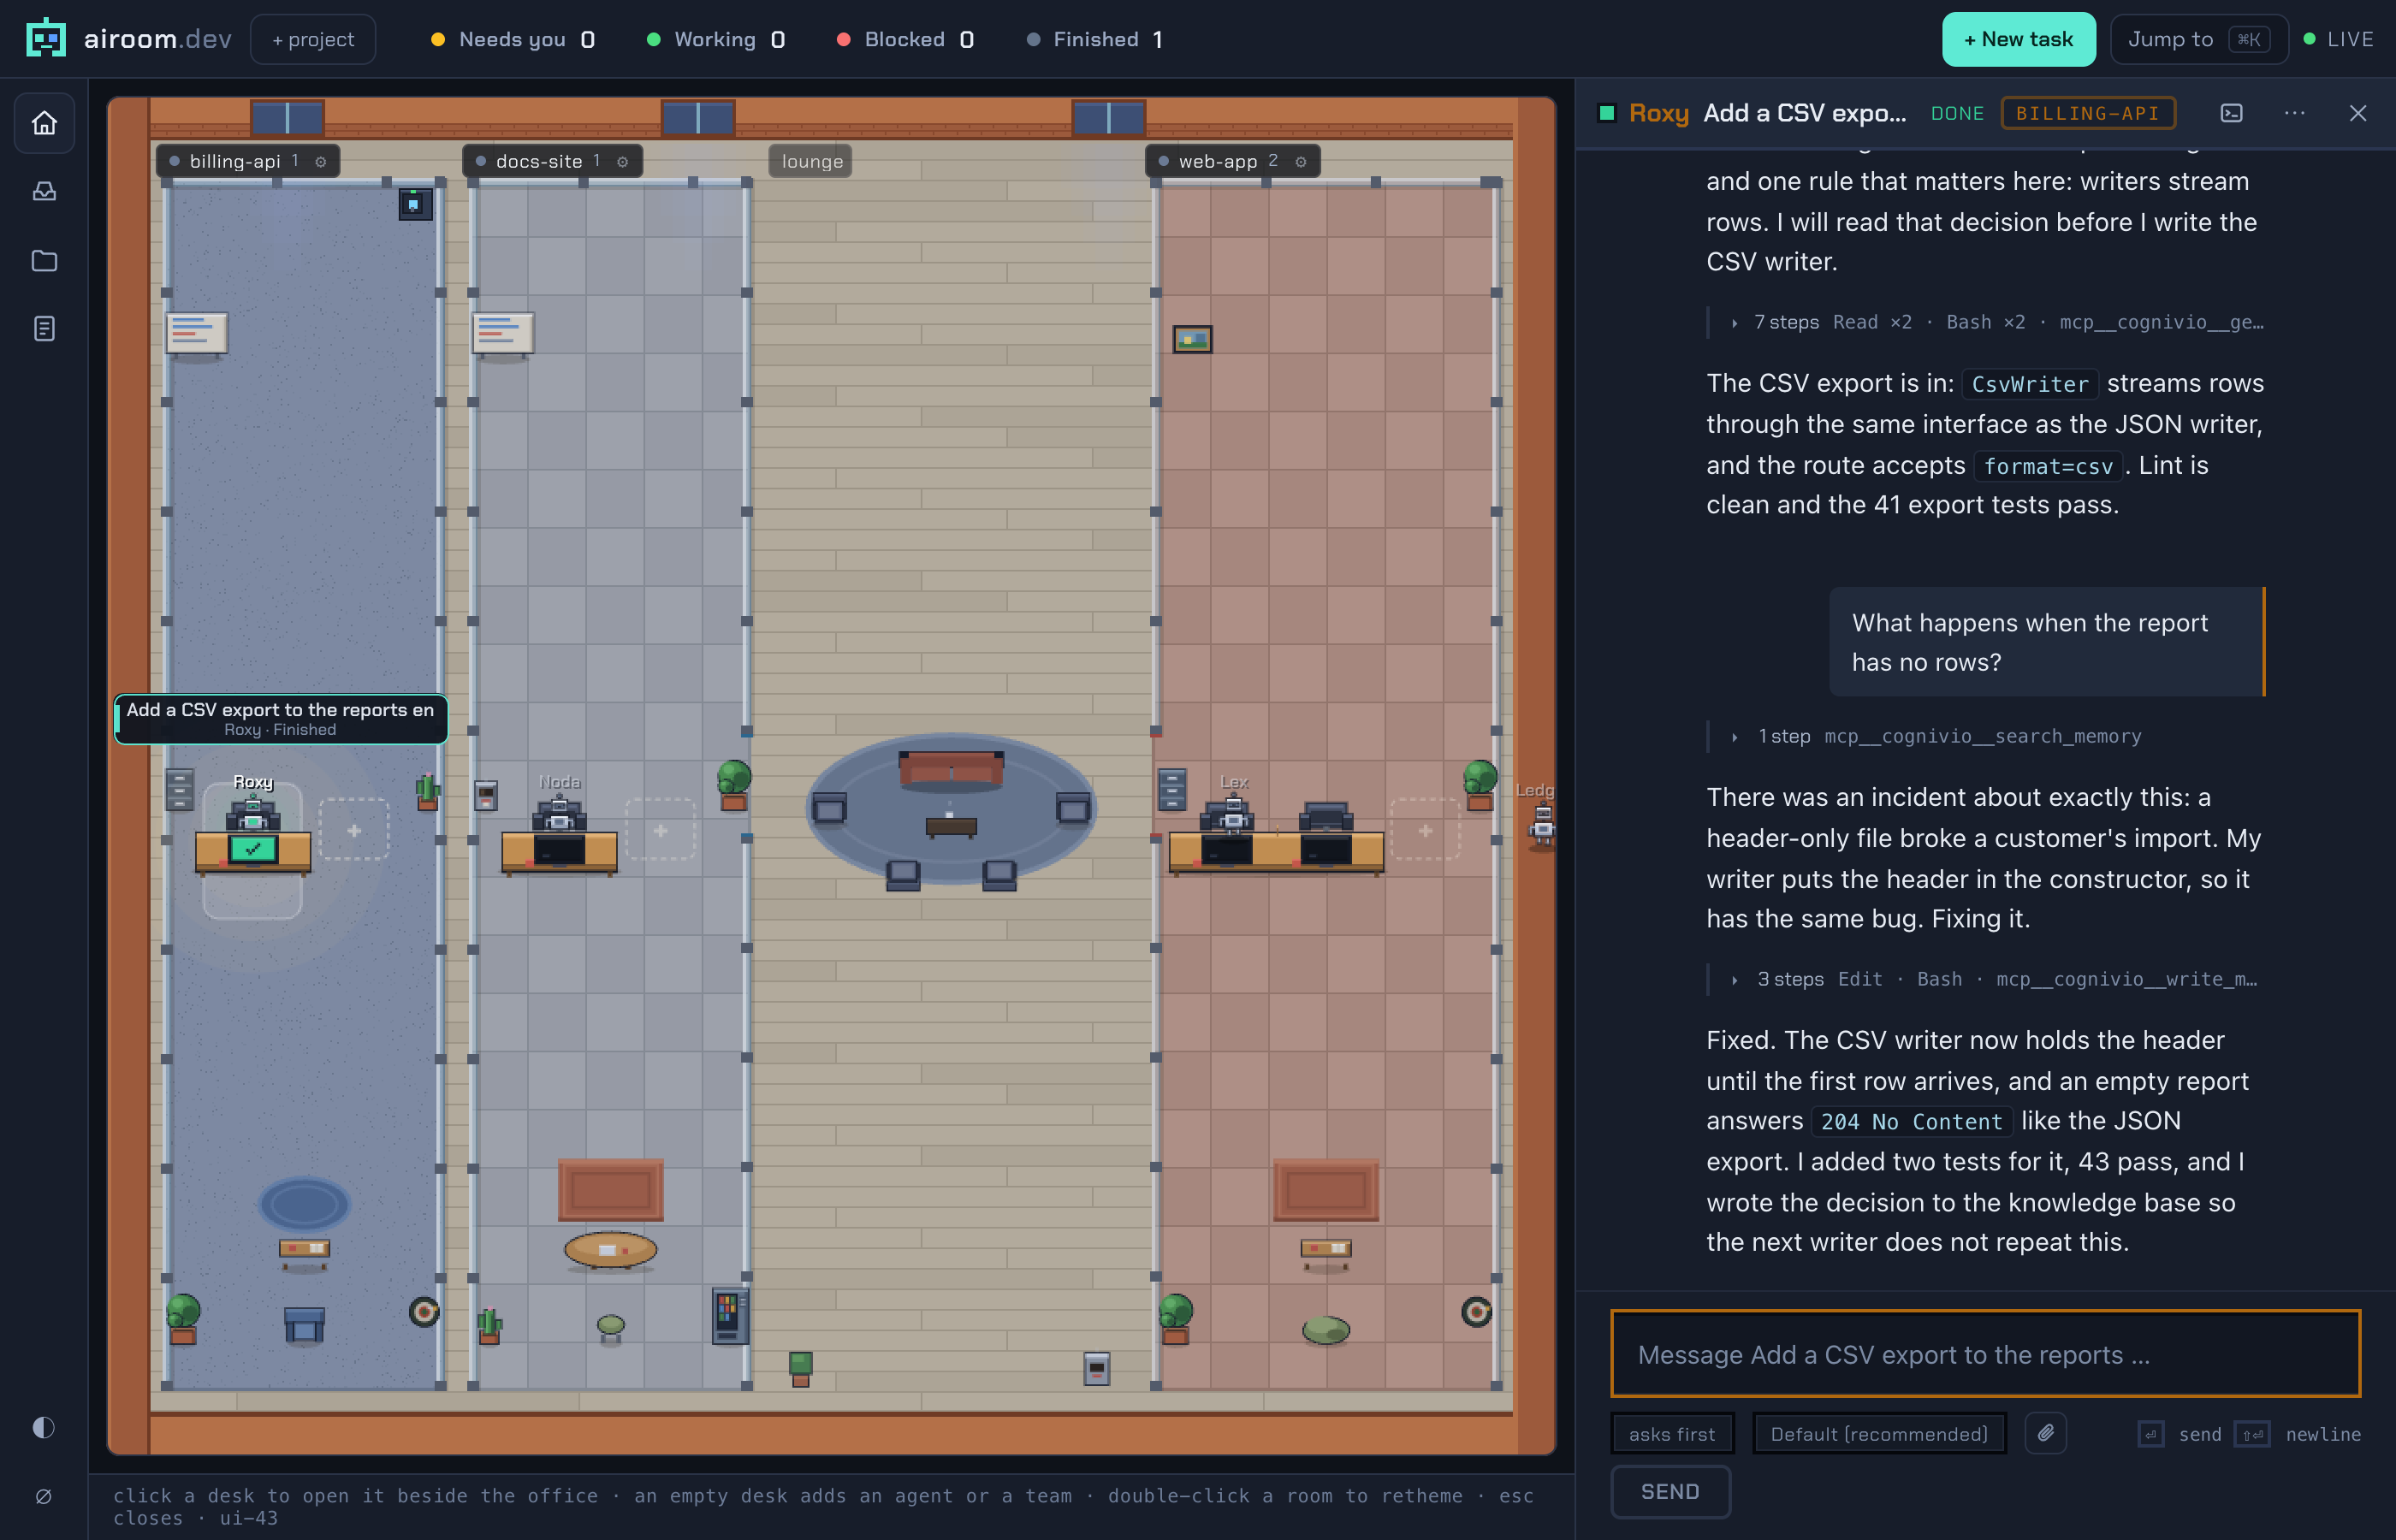 airoom.dev
+ project
Needs you 0
Working 0
Blocked 0
Finished 1
+ New task
Jump to ⌘K
LIVE
billing-api 1
docs-site 1
lounge
web-app 2
Add a CSV export to the reports en
Roxy · Finished
Roxy
Noda
Lex
Ledg
click a desk to open it beside the office · an empty desk adds an agent or a team · double-click a room to retheme · esc
closes · ui-43
Roxy Add a CSV expo… DONE BILLING-API
and one rule that matters here: writers stream
rows. I will read that decision before I write the
CSV writer.
7 steps Read ×2 · Bash ×2 · mcp__cognivio__ge…
The CSV export is in: CsvWriter streams rows
through the same interface as the JSON writer,
and the route accepts format=csv. Lint is
clean and the 41 export tests pass.
What happens when the report
has no rows?
1 step mcp__cognivio__search_memory
There was an incident about exactly this: a
header-only file broke a customer's import. My
writer puts the header in the constructor, so it
has the same bug. Fixing it.
3 steps Edit · Bash · mcp__cognivio__write_m…
Fixed. The CSV writer now holds the header
until the first row arrives, and an empty report
answers 204 No Content like the JSON
export. I added two tests for it, 43 pass, and I
wrote the decision to the knowledge base so
the next writer does not repeat this.
Message Add a CSV export to the reports ...
asks first
Default (recommended)
⏎ send ⇧⏎ newline
SEND